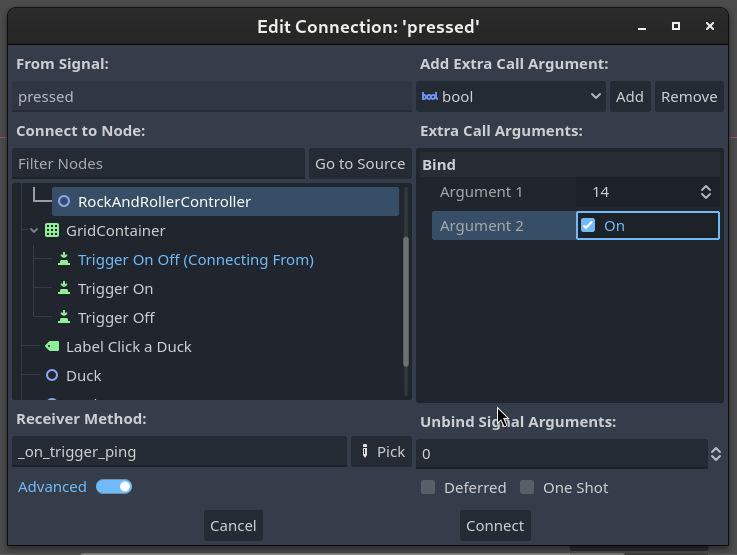 Edit Connection: 'pressed'
From Signal:
pressed
Connect to Node:
Filter Nodes
Go to Source
RockAndRollerController
GridContainer
Trigger On Off (Connecting From)
Trigger On
Trigger Off
Label Click a Duck
Duck
Receiver Method:
_on_trigger_ping
Pick
Advanced
Add Extra Call Argument:
bool bool
Add
Remove
Extra Call Arguments:
Bind
Argument 1 14
Argument 2 On
Unbind Signal Arguments:
0
Deferred
One Shot
Cancel
Connect